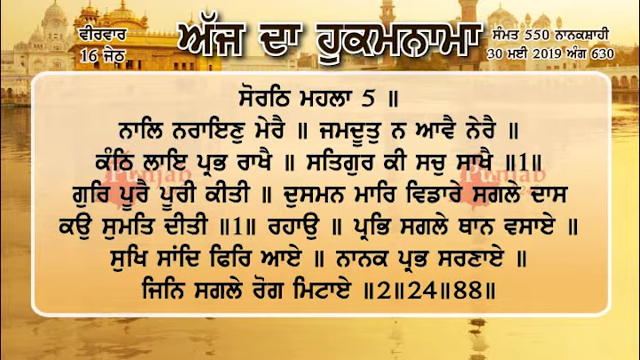 ਵੀਰਵਾਰ
16 ਜੇਠ
ਅੱਜ ਦਾ ਹੁਕਮਨਾਮਾ
ਸੰਮਤ 550 ਨਾਨਕਸ਼ਾਹੀ
30 ਮਈ 2019 ਅੰਗ 630
ਸੋਰਠਿ ਮਹਲਾ 5 ॥
ਨਾਲਿ ਨਰਾਇਣੁ ਮੇਰੈ ॥ ਜਮਦੂਤੁ ਨ ਆਵੈ ਨੇਰੈ ॥
ਕੰਠਿ ਲਾਇ ਪ੍ਰਭ ਰਾਖੈ ॥ ਸਤਿਗੁਰ ਕੀ ਸਚੁ ਸਾਖੈ ॥1॥
ਗੁਰਿ ਪੂਰੈ ਪੂਰੀ ਕੀਤੀ ॥ ਦੁਸਮਨ ਮਾਰਿ ਵਿਡਾਰੇ ਸਗਲੇ ਦਾਸ
ਕਉ ਸੁਮਤਿ ਦੀਤੀ ॥1॥ ਰਹਾਉ ॥ ਪ੍ਰਭਿ ਸਗਲੇ ਥਾਨ ਵਸਾਏ ॥
ਸੁਖਿ ਸਾਂਦਿ ਫਿਰਿ ਆਏ ॥ ਨਾਨਕ ਪ੍ਰਭ ਸਰਣਾਏ ॥
ਜਿਨਿ ਸਗਲੇ ਰੋਗ ਮਿਟਾਏ ॥2॥24॥88॥